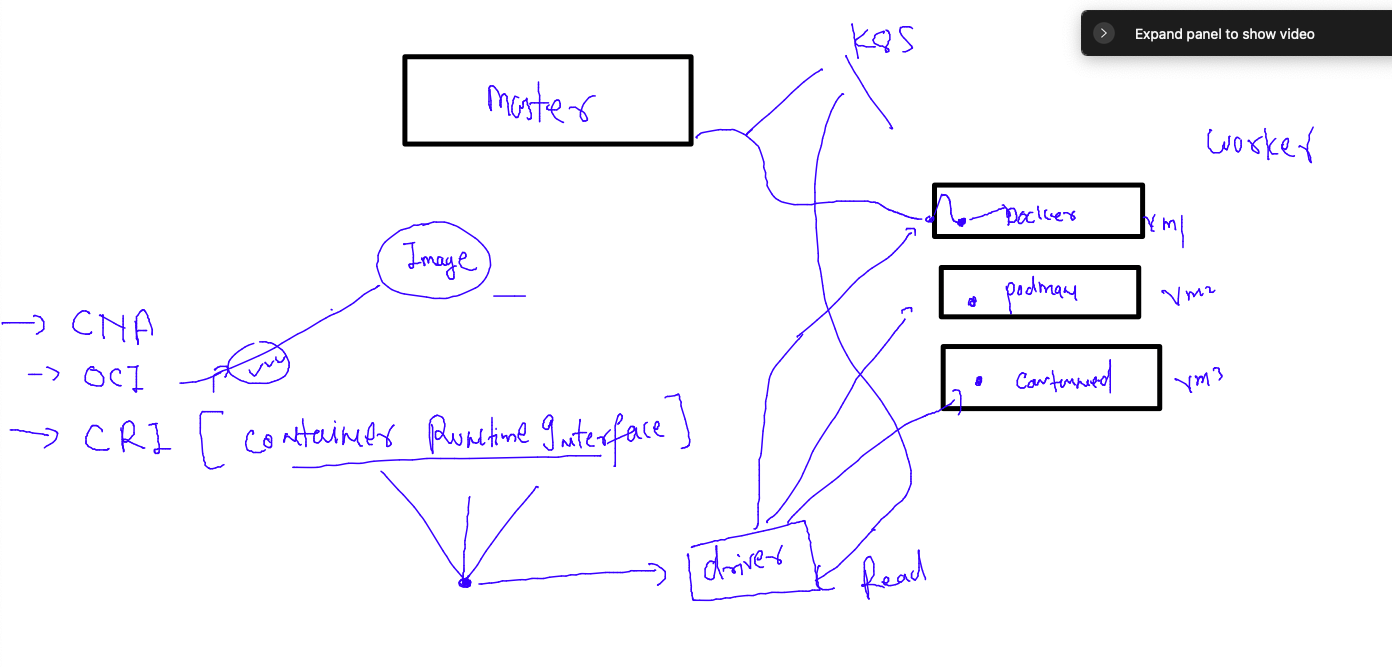 Expand panel to show video
K8S
Master
Worker
Docker
vm1
Image
podman
vm2
CNA
OCI
containerd
vm3
CRI [ Container Runtime Interface ]
driver
Read